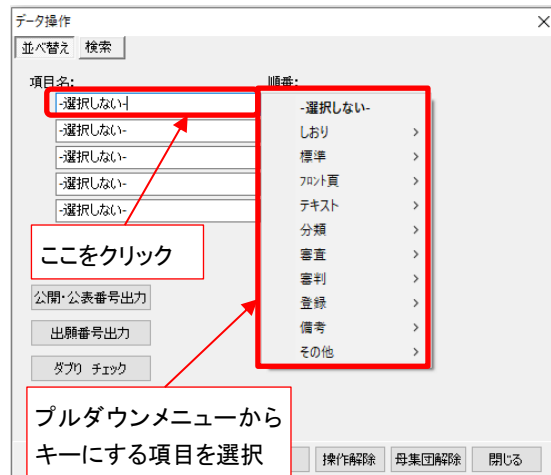 データ操作
並べ替え 検索
項目名: 順番:
-選択しない-
-選択しない-
-選択しない-
-選択しない-
-選択しない-
-選択しない-
しおり >
標準 >
フロント頁 >
テキスト >
分類 >
審査 >
審判 >
登録 >
備考 >
その他 >
ここをクリック
公開・公表番号出力
出願番号出力
ダブり チェック
プルダウンメニューから
キーにする項目を選択
操作解除 母集団解除 閉じる